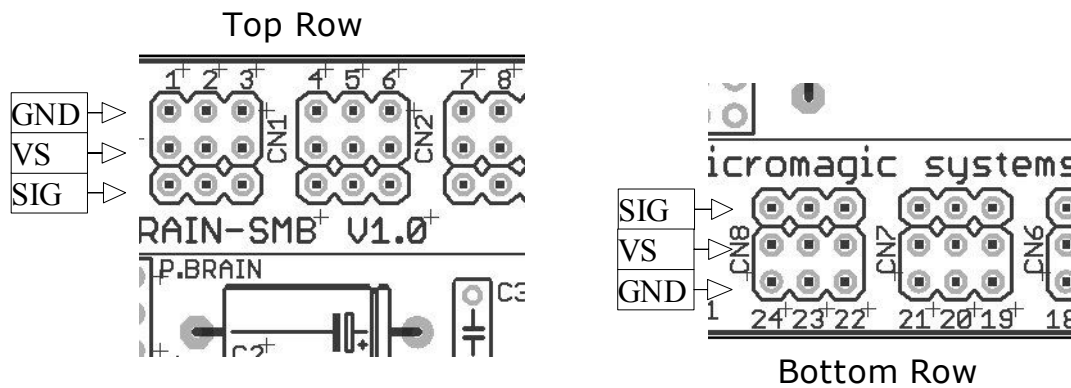 Top Row
1 2 3 4 5 6 7 8
GND
VS
SIG
CN1
CN2
RAIN-SMB V1.0
P.BRAIN
C2
C3
icromagic systems
SIG
VS
GND
CN8
CN7
CN6
1 24 23 22 21 20 19 18
Bottom Row